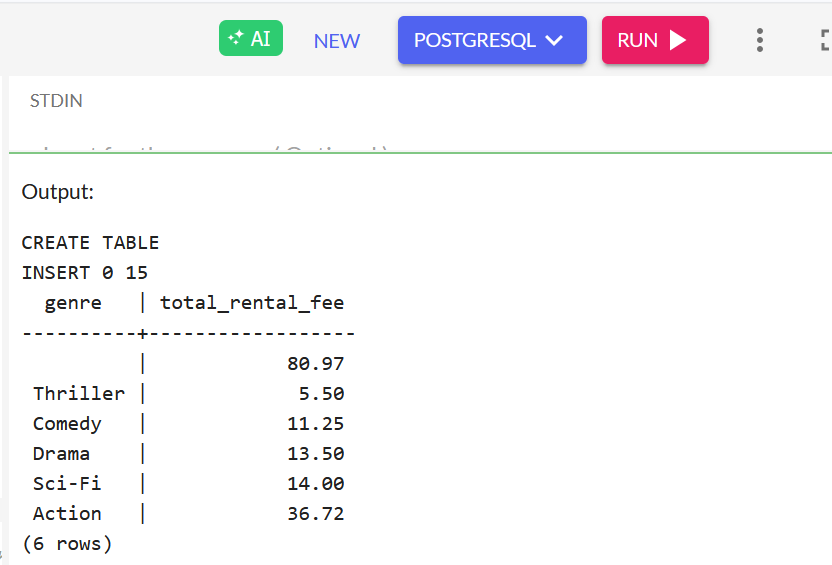 AI NEW POSTGRESQL RUN
STDIN
Output:
CREATE TABLE
INSERT 0 15
  genre   | total_rental_fee
----------+------------------
          |            80.97
 Thriller |             5.50
 Comedy   |            11.25
 Drama    |            13.50
 Sci-Fi   |            14.00
 Action   |            36.72
(6 rows)